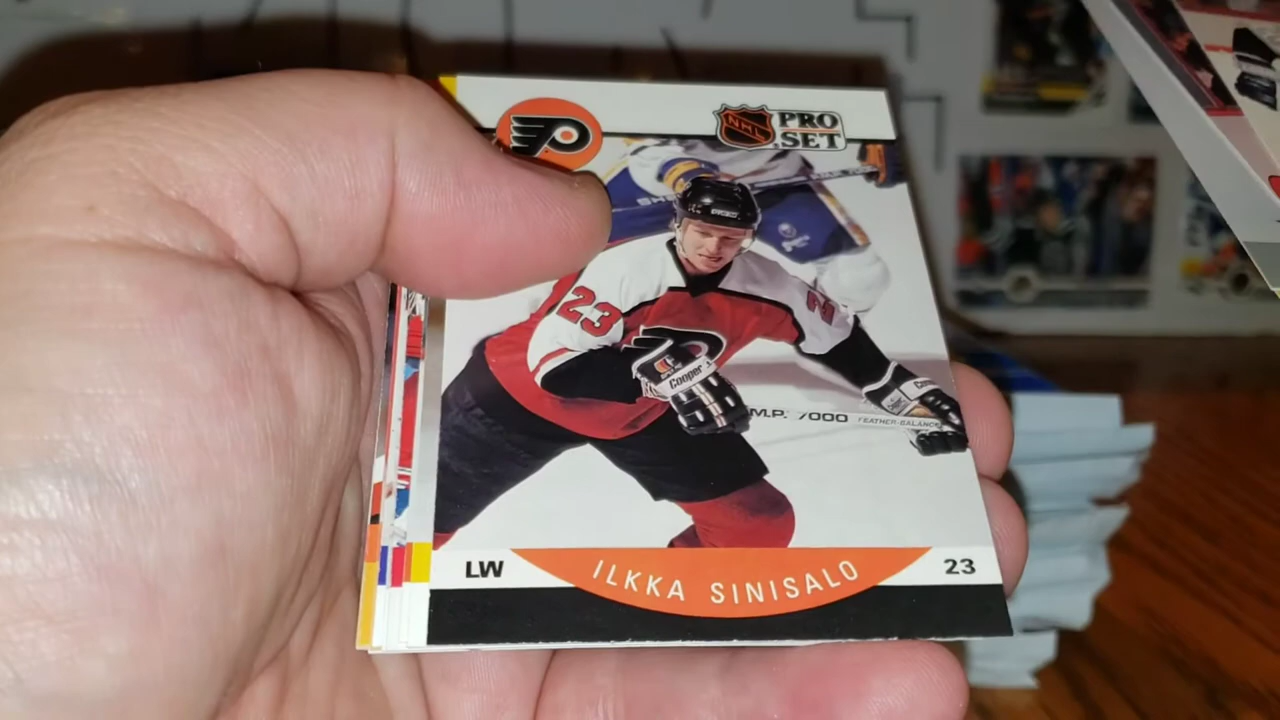 NHL PRO
SET
23
Cooper
M.P. 7000 FEATHER-BALANCE
LW ILKKA SINISALO 23